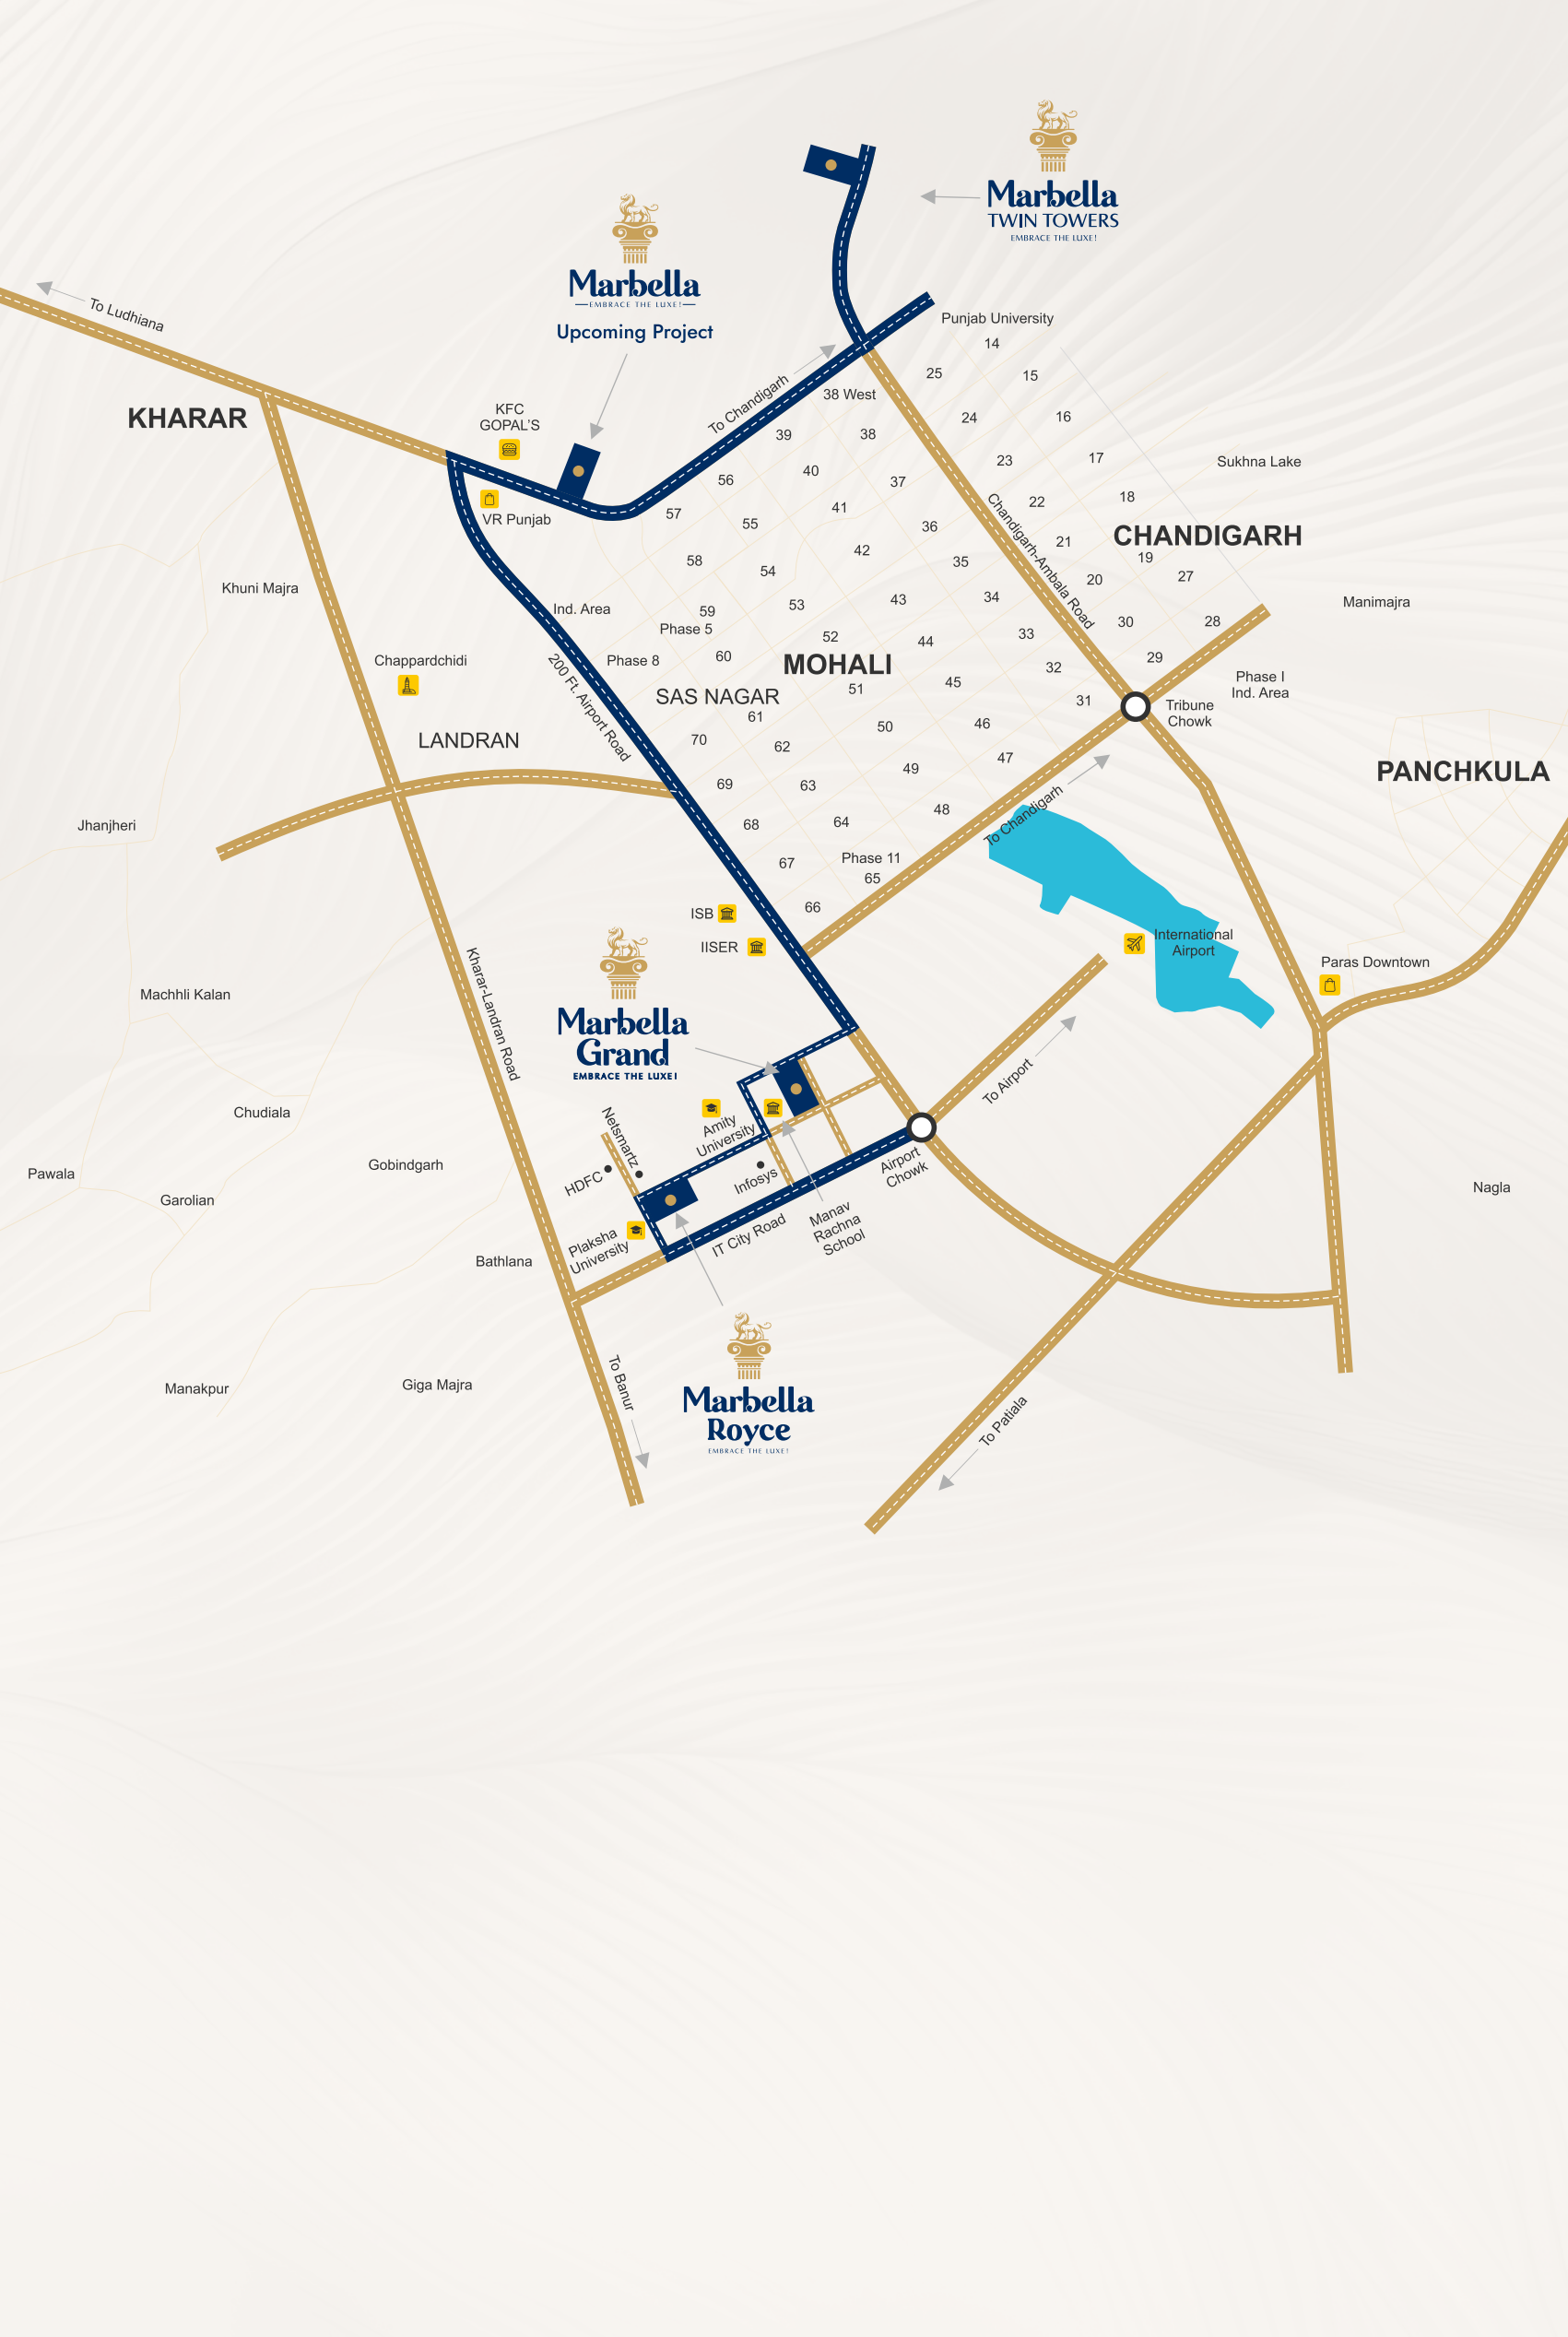 Marbella
TWIN TOWERS
EMBRACE THE LUXE!
Marbella
EMBRACE THE LUXE!
Upcoming Project
To Ludhiana
Punjab University
14
25
15
To Chandigarh
38 West
KHARAR
KFC
GOPAL'S
24
16
39
38
23
17
Sukhna Lake
40
37
56
22
18
VR Punjab
57
41
55
36
Chandigarh-Ambala Road
CHANDIGARH
21
19
42
58
54
35
20
27
Khuni Majra
Ind. Area
59
53
43
34
Manimajra
Phase 5
30
28
52
33
44
Chappardchidi
Phase 8
60
MOHALI
32
29
200 Ft. Airport Road
SAS NAGAR
51
45
Phase I
Ind. Area
31
Tribune
Chowk
61
50
46
LANDRAN
70
62
47
49
PANCHKULA
69
63
To Chandigarh
48
Jhanjheri
68
64
67
Phase 11
65
ISB
66
IISER
International
Airport
Paras Downtown
Machhli Kalan
Kharar-Landran Road
Marbella
Grand
EMBRACE THE LUXE!
To Airport
Chudiala
Netsmartz
Amity
University
Gobindgarh
HDFC
Infosys
Airport
Chowk
Pawala
Garolian
Nagla
Manav
Rachna
School
IT City Road
Plaksha
University
Bathlana
Manakpur
Giga Majra
To Banur
To Patiala
Marbella
Royce
EMBRACE THE LUXE!